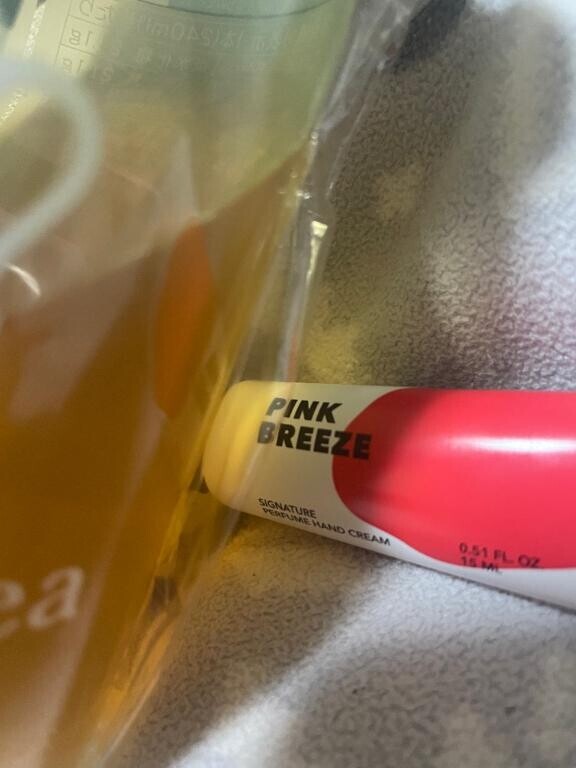 PINK
BREEZE
SIGNATURE
PERFUME HAND CREAM
0.51 FL. OZ.
15 ML
ea